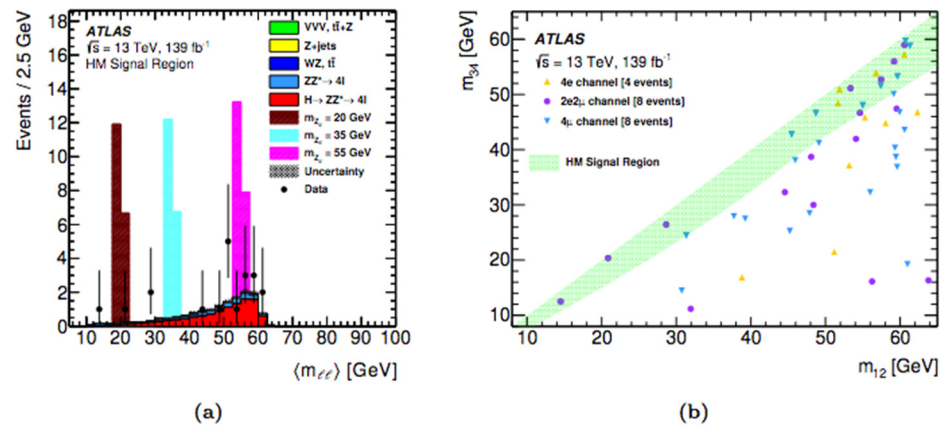 ATLAS
√s = 13 TeV, 139 fb⁻¹
HM Signal Region
VVV, tt̄+Z
Z+jets
WZ, tt̄
ZZ*→ 4l
H→ ZZ*→ 4l
m_Zd = 20 GeV
m_Zd = 35 GeV
m_Zd = 55 GeV
Uncertainty
Data
Events / 2.5 GeV
18
16
14
12
10
8
6
4
2
0
10 20 30 40 50 60 70 80 90 100
⟨m_ℓℓ⟩ [GeV]
(a)
ATLAS
√s = 13 TeV, 139 fb⁻¹
4e channel [4 events]
2e2μ channel [8 events]
4μ channel [8 events]
HM Signal Region
m₃₄ [GeV]
60
50
40
30
20
10
10 20 30 40 50 60
m₁₂ [GeV]
(b)